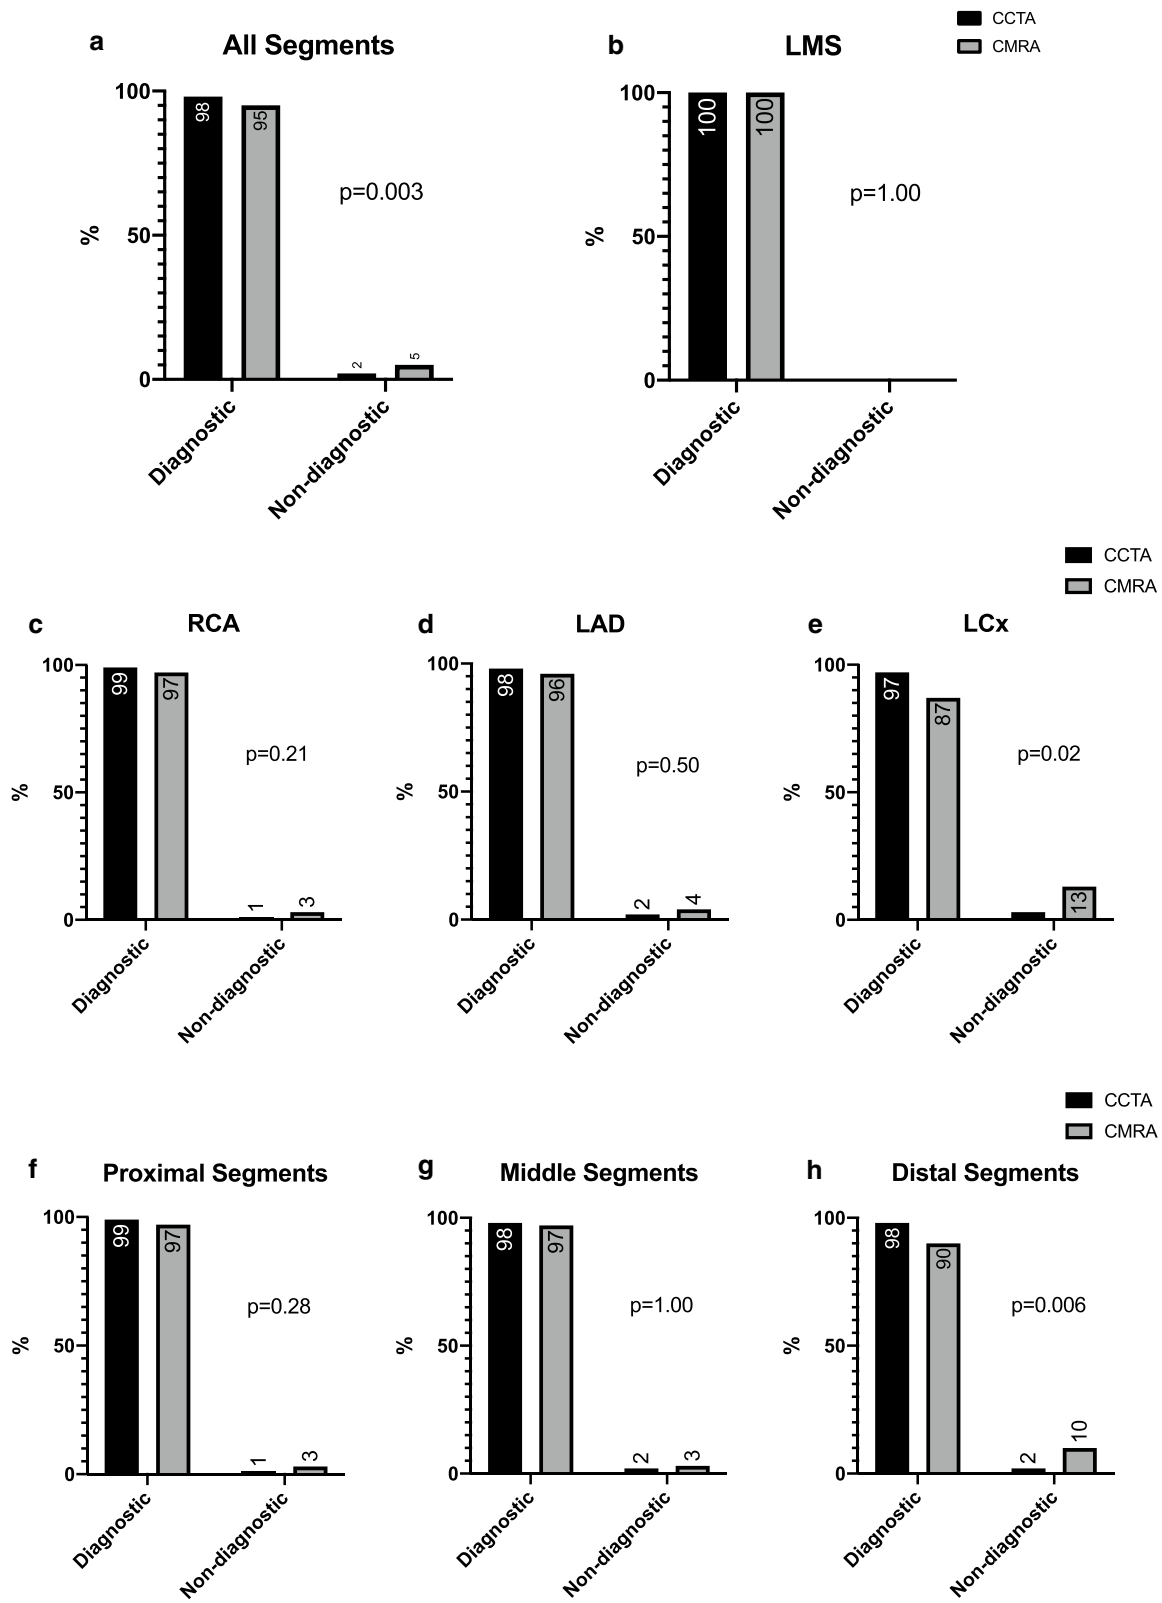 a
All Segments
100
50
0
%
98
95
2
5
p=0.003
Diagnostic
Non-diagnostic
b
LMS
CCTA
CMRA
100
50
0
%
100
100
p=1.00
Diagnostic
Non-diagnostic
CCTA
CMRA
c
RCA
100
50
0
%
99
97
1
3
p=0.21
Diagnostic
Non-diagnostic
d
LAD
100
50
0
%
98
96
2
4
p=0.50
Diagnostic
Non-diagnostic
e
LCx
100
50
0
%
97
87
13
p=0.02
Diagnostic
Non-diagnostic
CCTA
CMRA
f
Proximal Segments
100
50
0
%
99
97
1
3
p=0.28
Diagnostic
Non-diagnostic
g
Middle Segments
100
50
0
%
98
97
2
3
p=1.00
Diagnostic
Non-diagnostic
h
Distal Segments
100
50
0
%
98
90
2
10
p=0.006
Diagnostic
Non-diagnostic